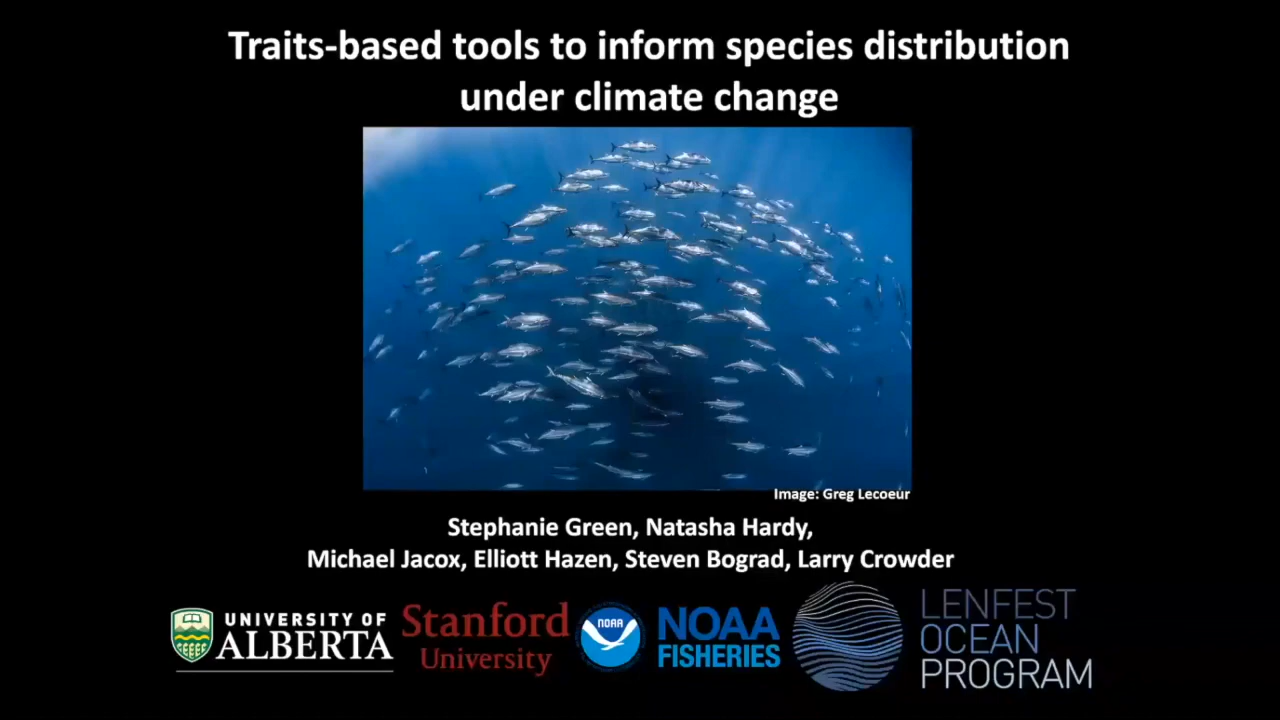 Traits-based tools to inform species distribution
under climate change
Image: Greg Lecoeur
Stephanie Green, Natasha Hardy,
Michael Jacox, Elliott Hazen, Steven Bograd, Larry Crowder
UNIVERSITY OF
ALBERTA
Stanford
University
NOAA
NOAA
FISHERIES
LENFEST
OCEAN
PROGRAM